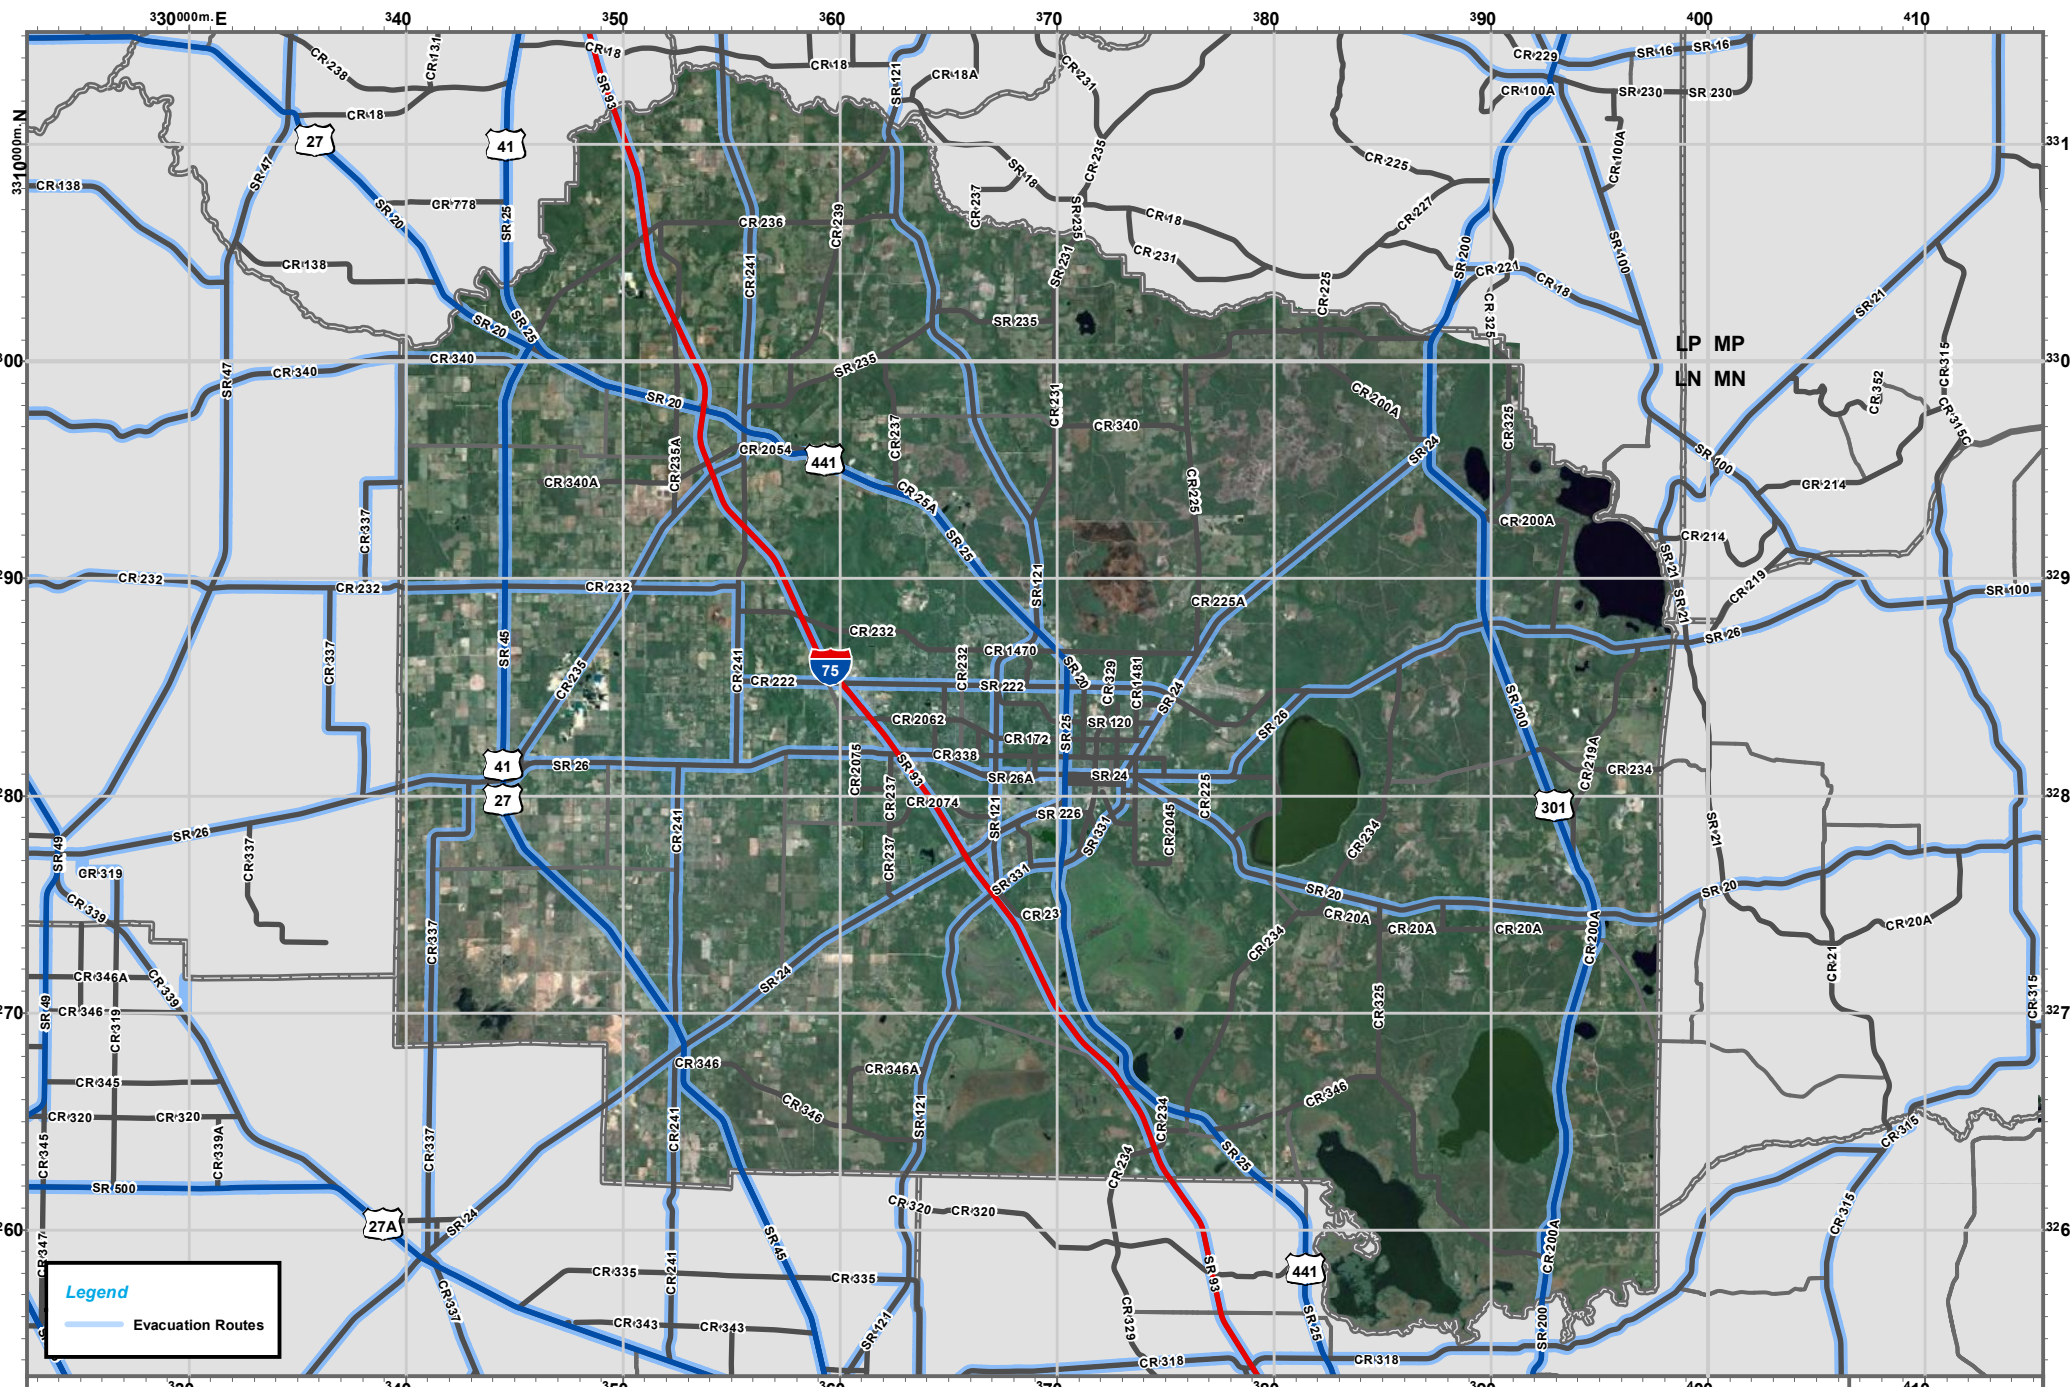 330000m.E 340 350 360 370 380 390 400 410
CR 238
CR 131
CR 18
SR 93
CR 18
SR 121
CR 18A
CR 231
CR 229
SR 16
SR 16
CR 100A
SR 230
SR 230
CR 18
27
41
3310000m.N
331
SR 47
CR 138
SR 20
CR 778
SR 25
CR 236
CR 239
CR 237
SR 18
CR 235
SR 235
CR 18
CR 231
CR 225
CR 227
CR 100A
SR 200
SR 100
CR 221
CR 18
CR 138
CR 241
SR 231
CR 225
CR 325
SR 21
SR 20
SR 25
SR 235
LP MP
LN MN
CR 315
300
330
CR 340
CR 340
SR 47
SR 235
SR 20
CR 231
CR 200A
CR 325
CR 352
CR 315C
CR 340
CR 237
CR 2054
441
CR 235A
SR 24
SR 100
CR 340A
CR 225
CR 214
CR 25A
CR 337
SR 25
CR 200A
CR 214
SR 21
290
329
CR 232
CR 232
CR 232
SR 121
CR 225A
CR 219
SR 21
SR 100
SR 26
CR 232
CR 1470
SR 45
CR 337
CR 235
CR 241
75
CR 222
CR 232
SR 222
SR 20
CR 329
CR 1481
SR 24
SR 200
CR 2062
SR 120
SR 25
SR 26
CR 172
CR 338
41
SR 26
CR 2075
SR 93
SR 26A
SR 24
CR 225
CR 219A
CR 234
280
328
27
CR 237
CR 2074
301
SR 26
SR 49
CR 241
SR 121
SR 226
SR 331
CR 2045
CR 234
SR 21
CR 337
CR 237
CR 319
SR 331
SR 20
SR 20
CR 339
CR 23
CR 20A
CR 20A
CR 20A
CR 200A
CR 20A
CR 337
CR 234
CR 21
CR 346A
CR 339
SR 24
CR 325
CR 315
270
327
SR 49
CR 346
CR 319
CR 346
CR 346A
CR 345
CR 346
CR 346
CR 320
CR 320
SR 121
CR 234
CR 315
CR 345
CR 339A
CR 337
CR 241
CR 234
SR 25
SR 500
CR 315
CR 320
CR 320
260
326
27A
SR 24
SR 45
CR 200A
CR 347
CR 241
441
SR 93
CR 335
CR 335
CR 337
CR 343
CR 343
SR 121
CR 329
SR 25
SR 200
CR 318
CR 318
Legend
Evacuation Routes